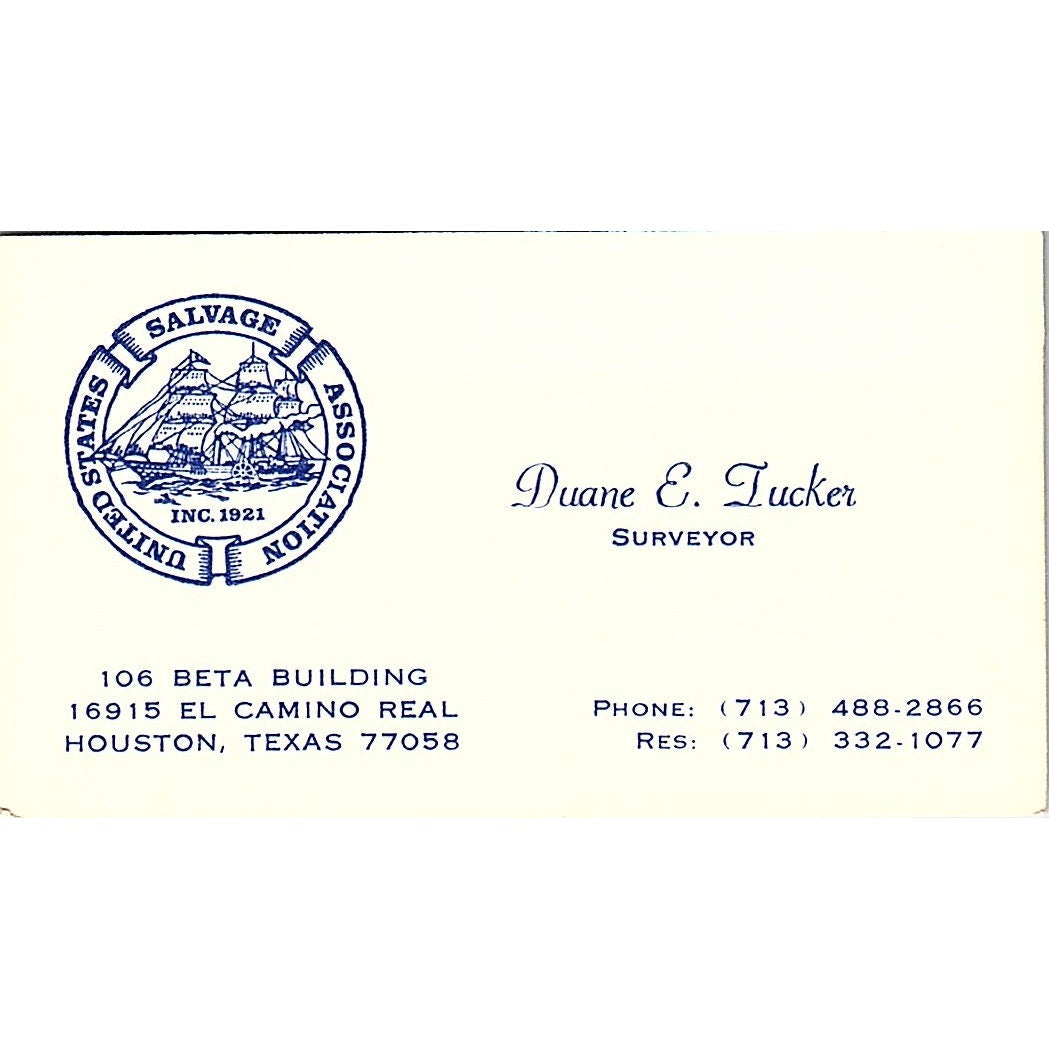 UNITED STATES SALVAGE ASSOCIATION
INC. 1921
Duane E. Tucker
SURVEYOR
106 BETA BUILDING
16915 EL CAMINO REAL
HOUSTON, TEXAS 77058
PHONE: (713) 488-2866
RES: (713) 332-1077